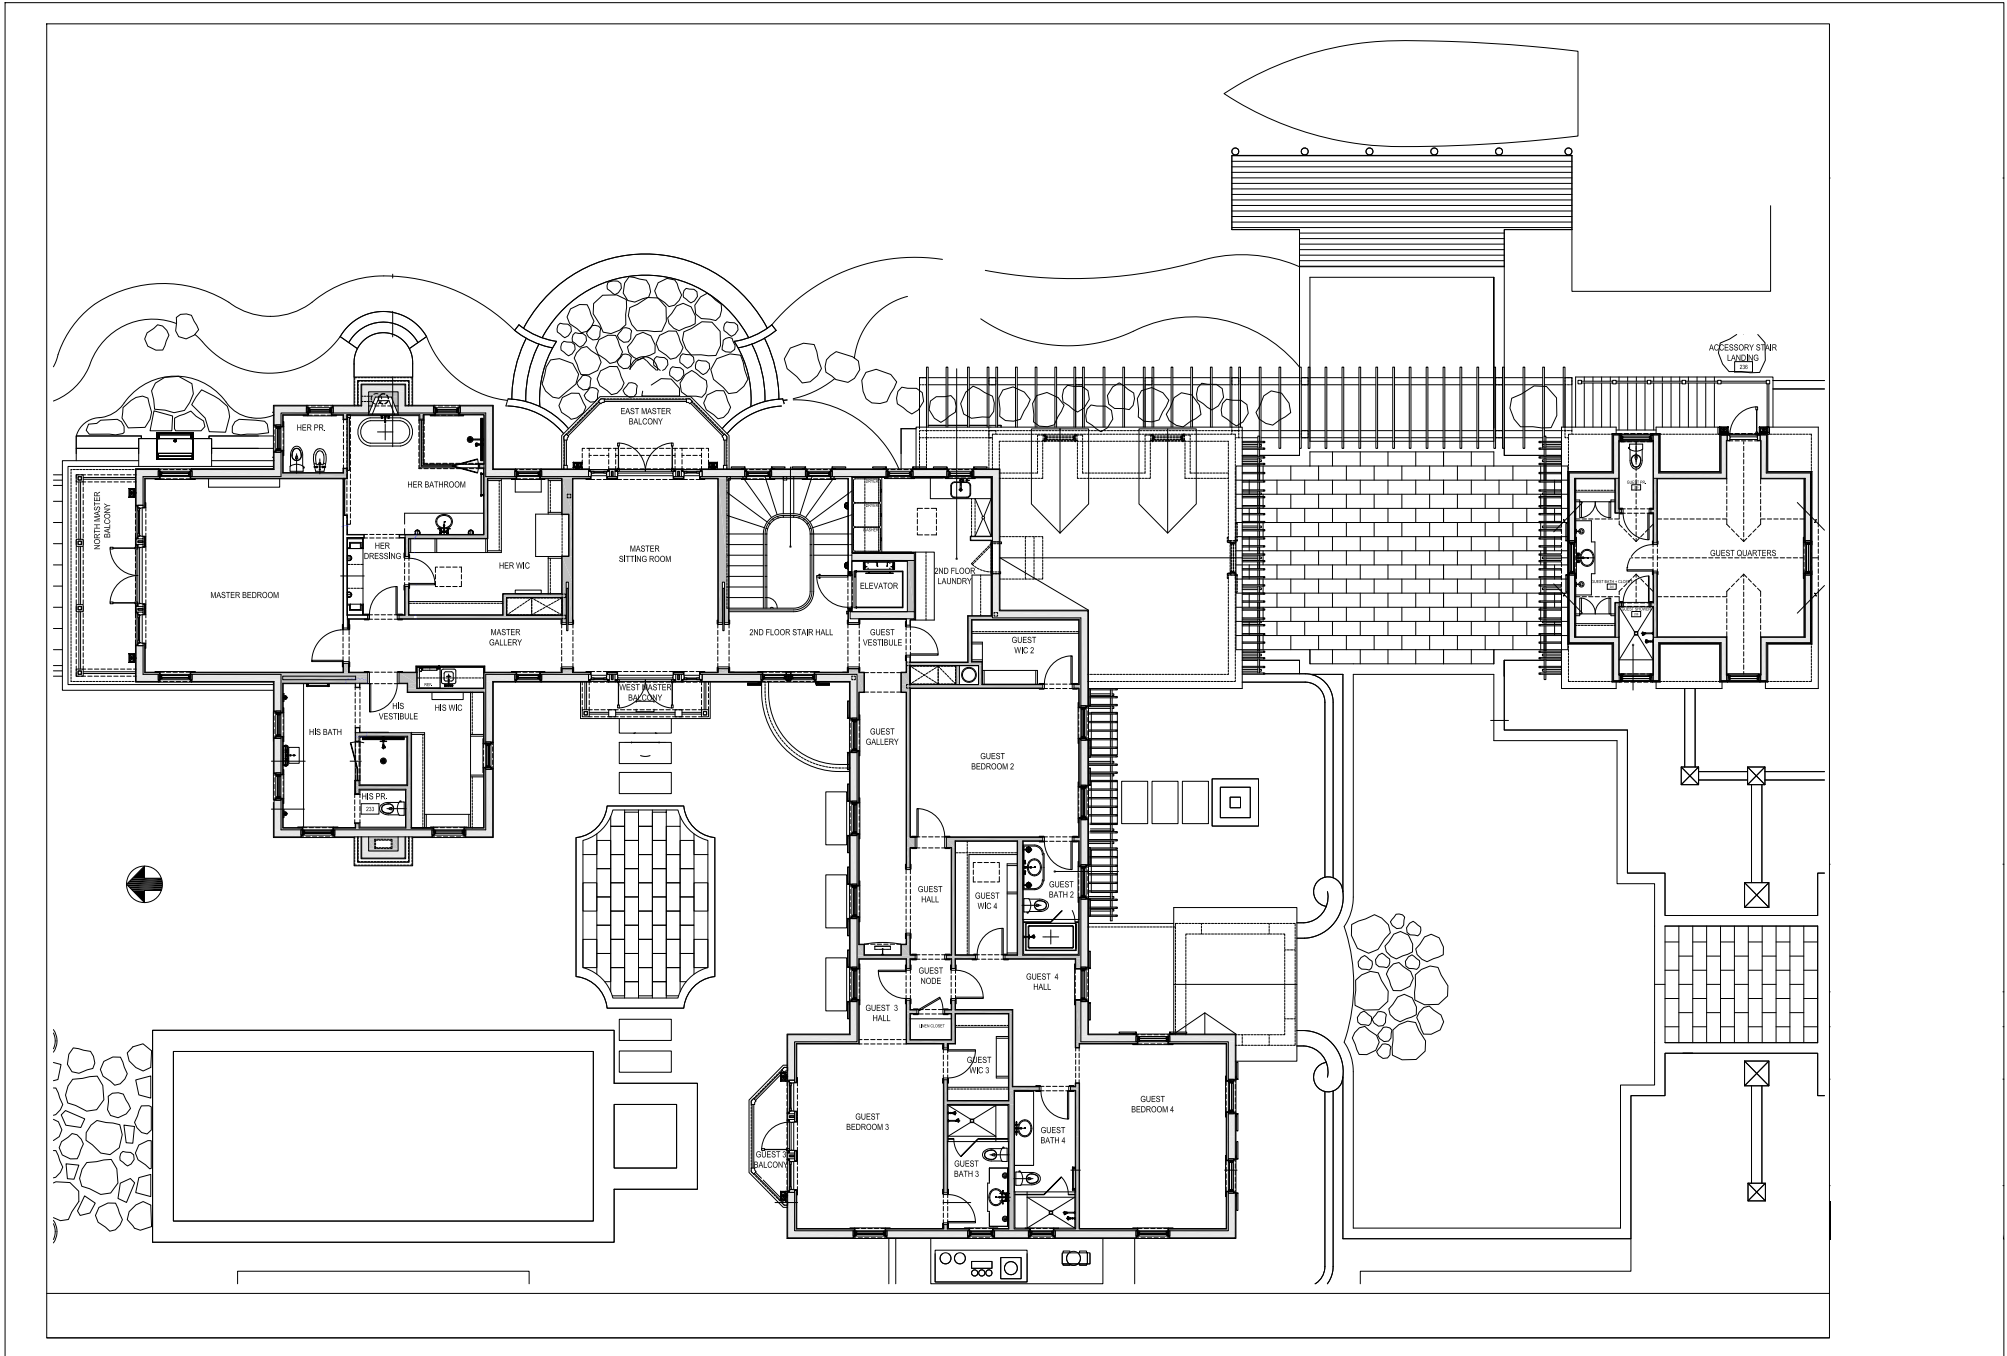 ACCESSORY STAIR
LANDING
236
EAST MASTER
BALCONY
HER PR.
HER BATHROOM
NORTH MASTER
BALCONY
HER
DRESSING
HER WIC
MASTER
SITTING ROOM
2ND FLOOR
LAUNDRY
ELEVATOR
GUEST QUARTERS
MASTER BEDROOM
MASTER
GALLERY
2ND FLOOR STAIR HALL
GUEST
VESTIBULE
GUEST
WIC 2
WEST MASTER
BALCONY
HIS
VESTIBULE
HIS WIC
HIS BATH
GUEST
GALLERY
GUEST
BEDROOM 2
HIS PR.
233
GUEST
HALL
GUEST
WIC 4
GUEST
BATH 2
GUEST
NODE
GUEST 4
HALL
GUEST 3
HALL
LINEN CLOSET
GUEST
WIC 3
GUEST
BEDROOM 3
GUEST
BEDROOM 4
GUEST
BATH 4
GUEST 3
BALCONY
GUEST
BATH 3